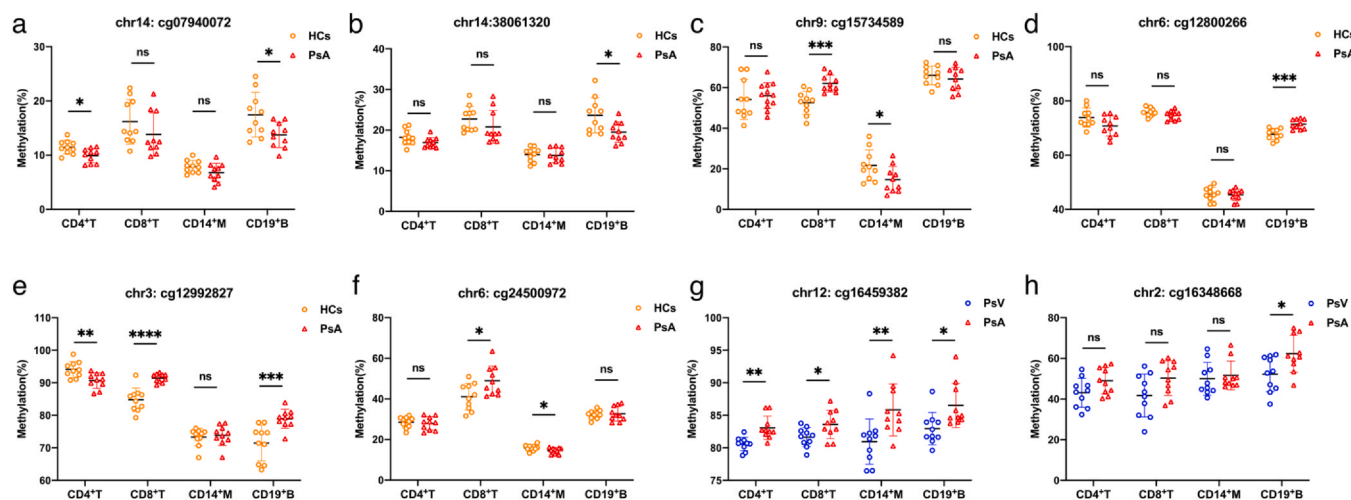 a
chr14: cg07940072
HCs
PsA
Methylation(%)
30
20
10
0
*
ns
ns
*
CD4⁺T
CD8⁺T
CD14⁺M
CD19⁺B
b
chr14:38061320
HCs
PsA
Methylation(%)
40
30
20
10
0
ns
ns
ns
*
CD4⁺T
CD8⁺T
CD14⁺M
CD19⁺B
c
chr9: cg15734589
HCs
PsA
Methylation(%)
80
60
40
20
0
ns
***
*
ns
CD4⁺T
CD8⁺T
CD14⁺M
CD19⁺B
d
chr6: cg12800266
HCs
PsA
Methylation(%)
100
80
60
40
ns
ns
ns
***
CD4⁺T
CD8⁺T
CD14⁺M
CD19⁺B
e
chr3: cg12992827
HCs
PsA
Methylation(%)
110
100
90
80
70
60
**
****
ns
***
CD4⁺T
CD8⁺T
CD14⁺M
CD19⁺B
f
chr6: cg24500972
HCs
PsA
Methylation(%)
80
60
40
20
0
ns
*
*
ns
CD4⁺T
CD8⁺T
CD14⁺M
CD19⁺B
g
chr12: cg16459382
PsV
PsA
Methylation(%)
100
95
90
85
80
75
**
*
**
*
CD4⁺T
CD8⁺T
CD14⁺M
CD19⁺B
h
chr2: cg16348668
PsV
PsA
Methylation(%)
100
80
60
40
20
0
ns
ns
ns
*
CD4⁺T
CD8⁺T
CD14⁺M
CD19⁺B